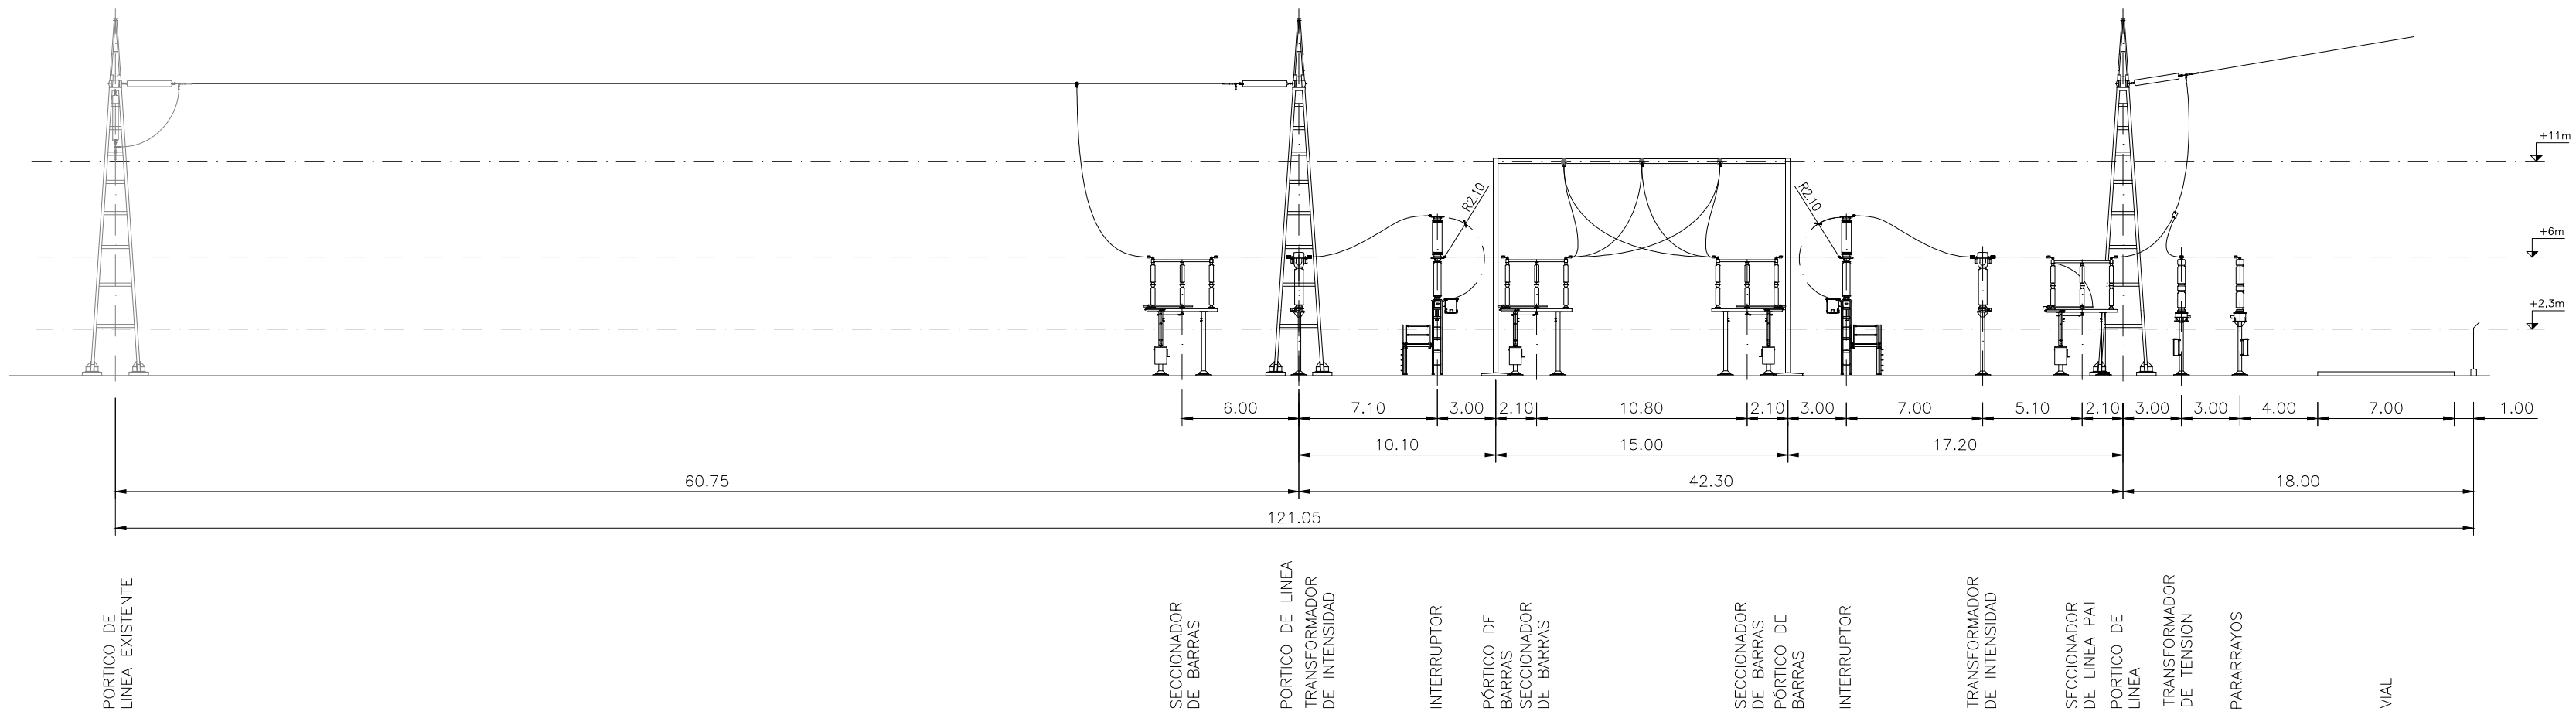 +11m
R2.10
R2.10
+6m
+2,3m
6.00
7.10
3.00
2.10
10.80
2.10
3.00
7.00
5.10
2.10
3.00
3.00
4.00
7.00
1.00
10.10
15.00
17.20
60.75
42.30
18.00
121.05
PORTICO DE
LINEA EXISTENTE
SECCIONADOR
DE BARRAS
PORTICO DE LINEA
TRANSFORMADOR
DE INTENSIDAD
INTERRUPTOR
PÓRTICO DE
BARRAS
SECCIONADOR
DE BARRAS
SECCIONADOR
DE BARRAS
PÓRTICO DE
BARRAS
INTERRUPTOR
TRANSFORMADOR
DE INTENSIDAD
SECCIONADOR
DE LINEA PAT
PORTICO DE
LINEA
TRANSFORMADOR
DE TENSION
PARARRAYOS
VIAL